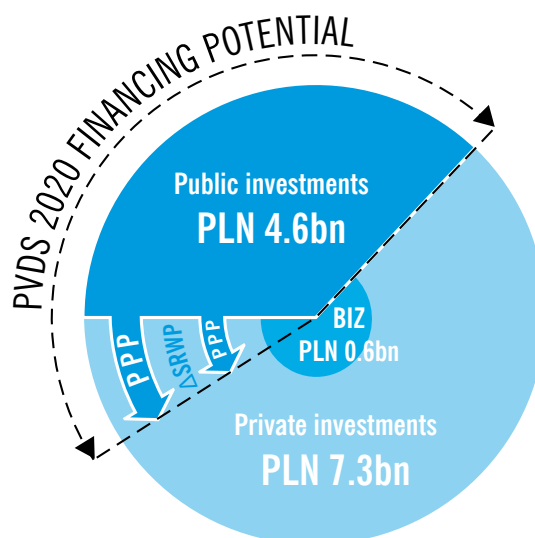 PVDS 2020 FINANCING POTENTIAL
Public investments
PLN 4.6bn
PPP
△SRWP
PPP
BIZ
PLN 0.6bn
Private investments
PLN 7.3bn